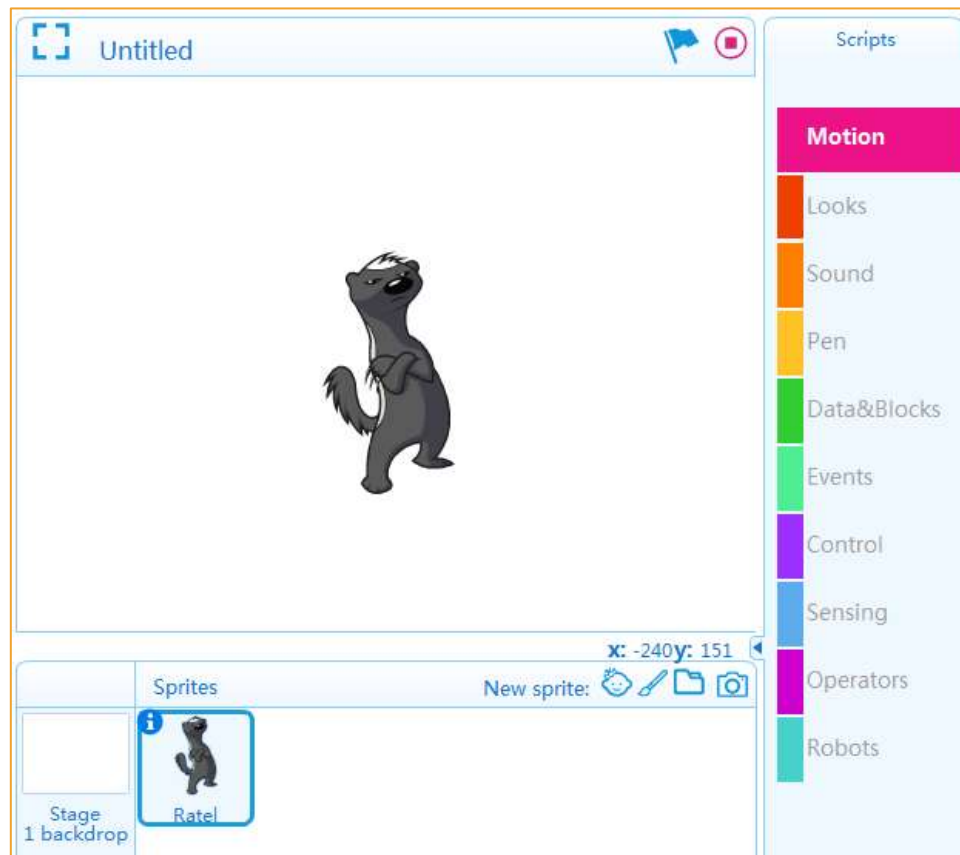 Untitled
Scripts
Motion
Looks
Sound
Pen
Data&Blocks
Events
Control
Sensing
Operators
Robots
x: -240y: 151
Sprites
New sprite:
Ratel
Stage
1 backdrop